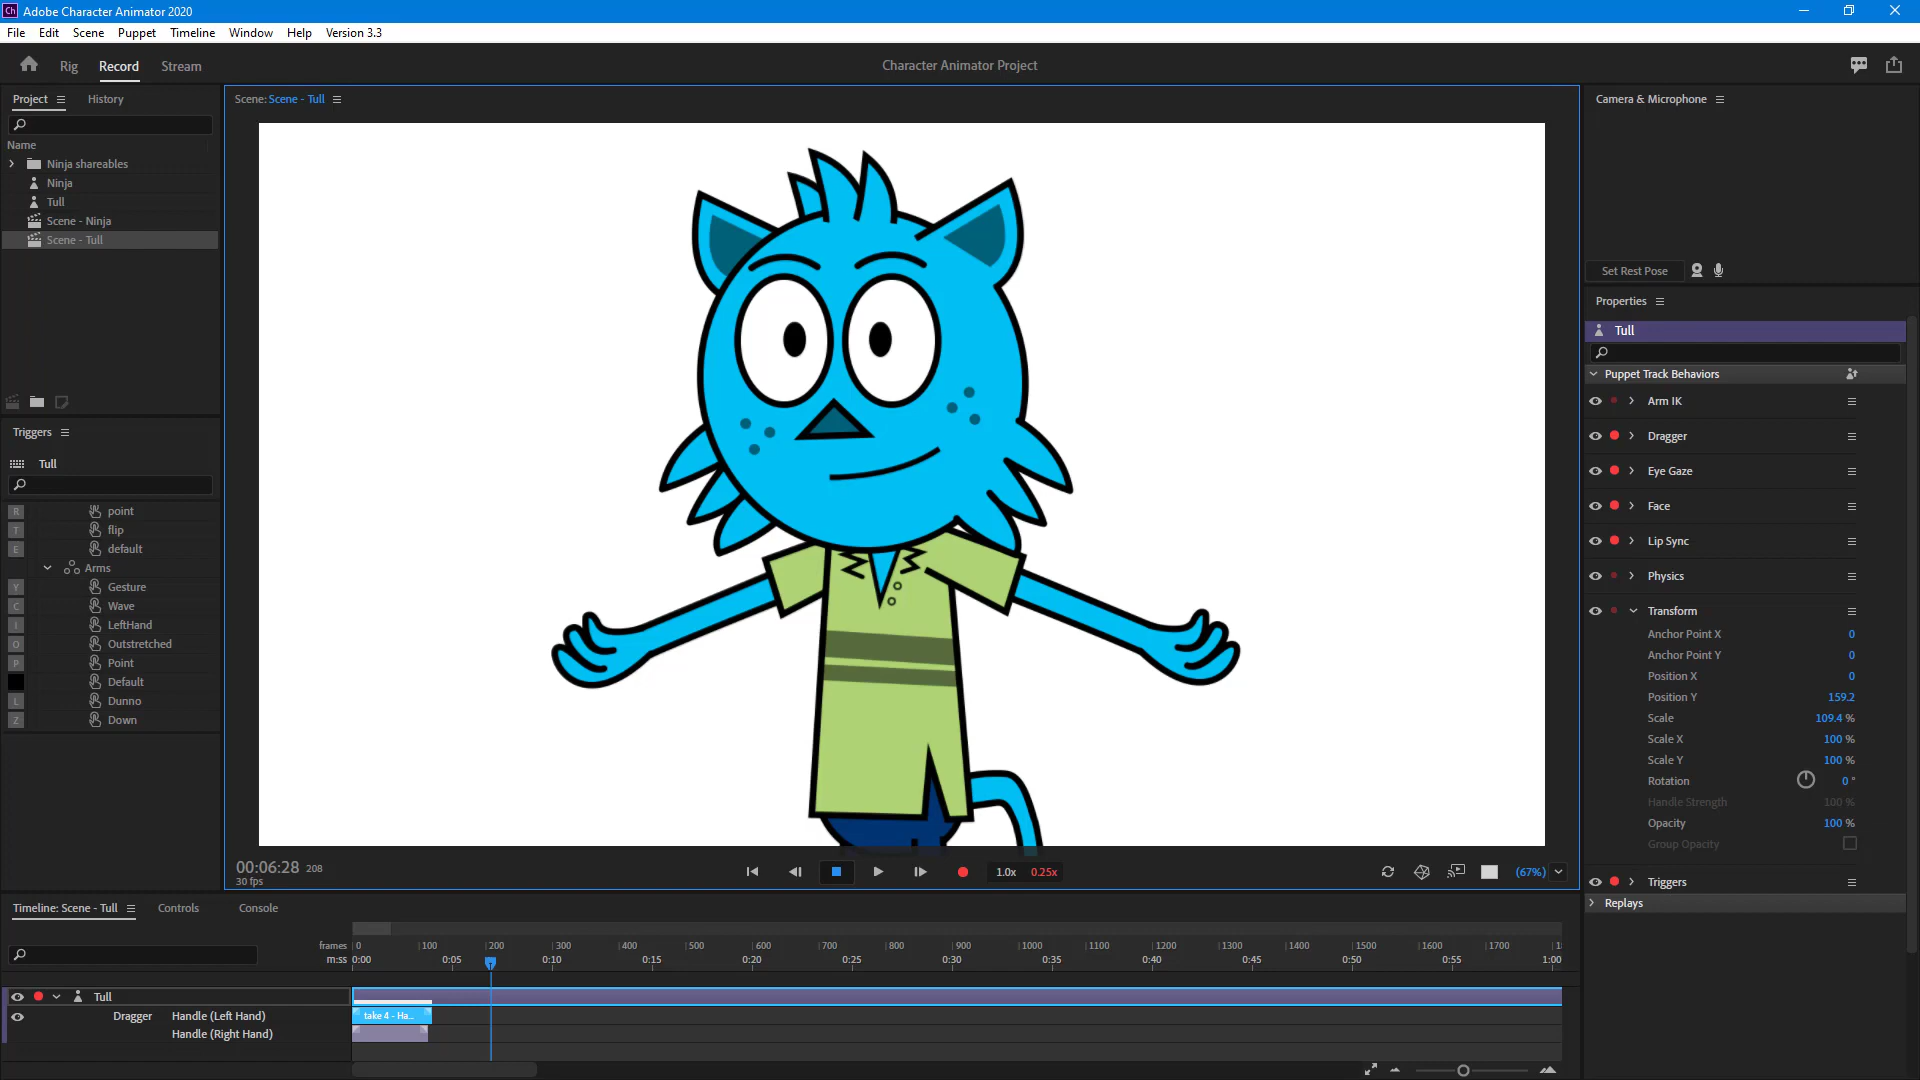 Ch Adobe Character Animator 2020
File Edit Scene Puppet Timeline Window Help Version 3.3
Rig Record Stream Character Animator Project
Project History
Name
Ninja shareables
Ninja
Tull
Scene - Ninja
Scene - Tull
Triggers
Tull
R point
T flip
E default
Arms
Y Gesture
C Wave
I LeftHand
O Outstretched
P Point
Default
L Dunno
Z Down
Scene: Scene - Tull
00:06:28 208
30 fps
1.0x 0.25x
(67%)
Camera & Microphone
Set Rest Pose
Properties
Tull
Puppet Track Behaviors
Arm IK
Dragger
Eye Gaze
Face
Lip Sync
Physics
Transform
Anchor Point X 0
Anchor Point Y 0
Position X 0
Position Y 159.2
Scale 109.4 %
Scale X 100 %
Scale Y 100 %
Rotation 0 °
Handle Strength 100 %
Opacity 100 %
Group Opacity
Triggers
Replays
Timeline: Scene - Tull Controls Console
frames 0 100 200 300 400 500 600 700 800 900 1000 1100 1200 1300 1400 1500 1600 1700
m:ss 0:00 0:05 0:10 0:15 0:20 0:25 0:30 0:35 0:40 0:45 0:50 0:55 1:00
Tull
Dragger Handle (Left Hand) take 4 - Ha...
Handle (Right Hand)